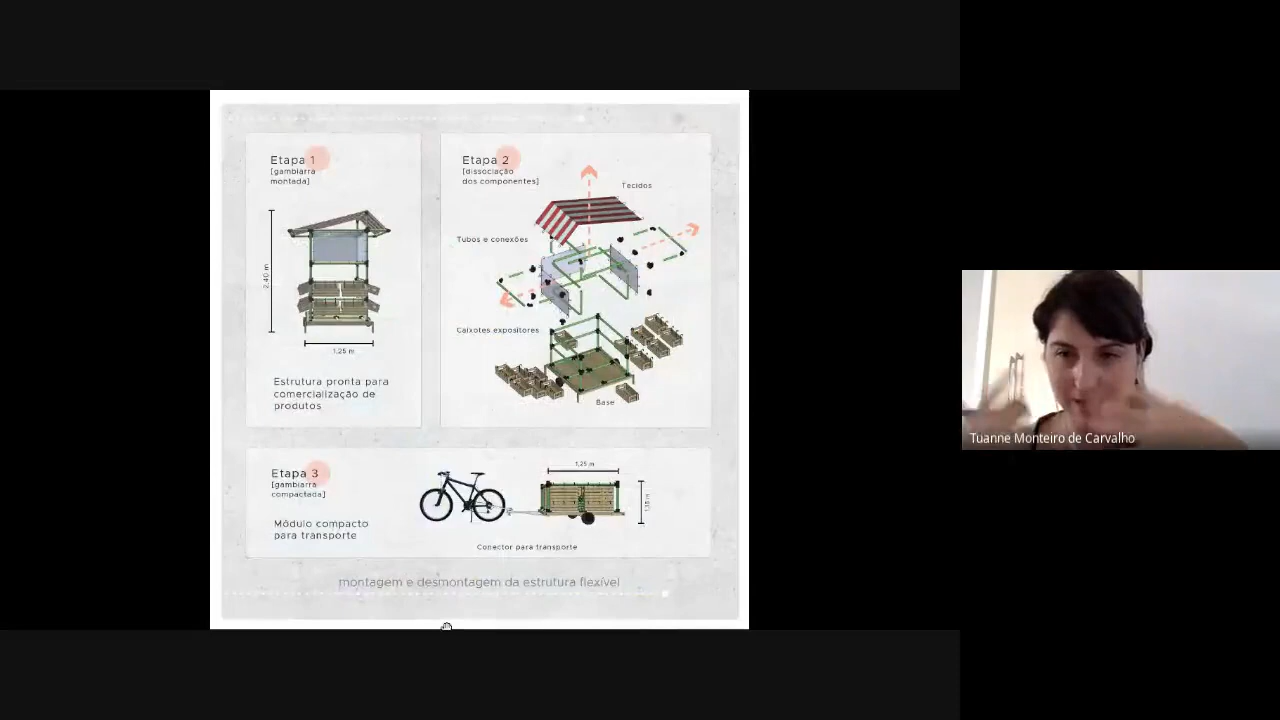 Etapa 1
[gambiarra
montada]
2,40 m
1,25 m
Estrutura pronta para
comercialização de
produtos
Etapa 2
[dissociação
dos componentes]
Tecidos
Tubos e conexões
Caixotes expositores
Base
Etapa 3
[gambiarra
compactada]
Módulo compacto
para transporte
1,25 m
Conector para transporte
montagem e desmontagem da estrutura flexível
Tuanne Monteiro de Carvalho